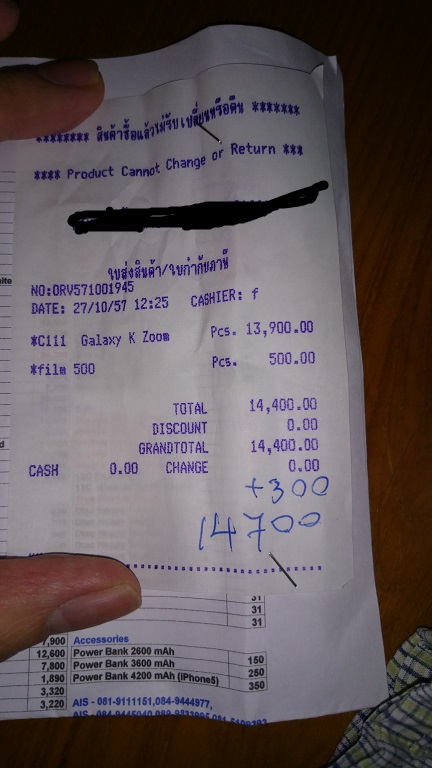 ******** สินค้าซื้อแล้วไม่รับเปลี่ยนหรือคืน *******
**** Product Cannot Change or Return ***
ใบส่งสินค้า/ใบกำกับภาษี
NO:ORV571001945
DATE: 27/10/57 12:25 CASHIER: f
*C111 Galaxy K Zoom Pcs. 13,900.00
*film 500 Pcs. 500.00
TOTAL 14,400.00
DISCOUNT 0.00
GRANDTOTAL 14,400.00
CASH 0.00 CHANGE 0.00
+300
14700
31
31
31
7,900 Accessories
12,600 Power Bank 2600 mAh 150
7,800 Power Bank 3600 mAh 250
1,890 Power Bank 4200 mAh (iPhone5) 350
3,320
3,220 AIS - 081-9111151,084-9444977,